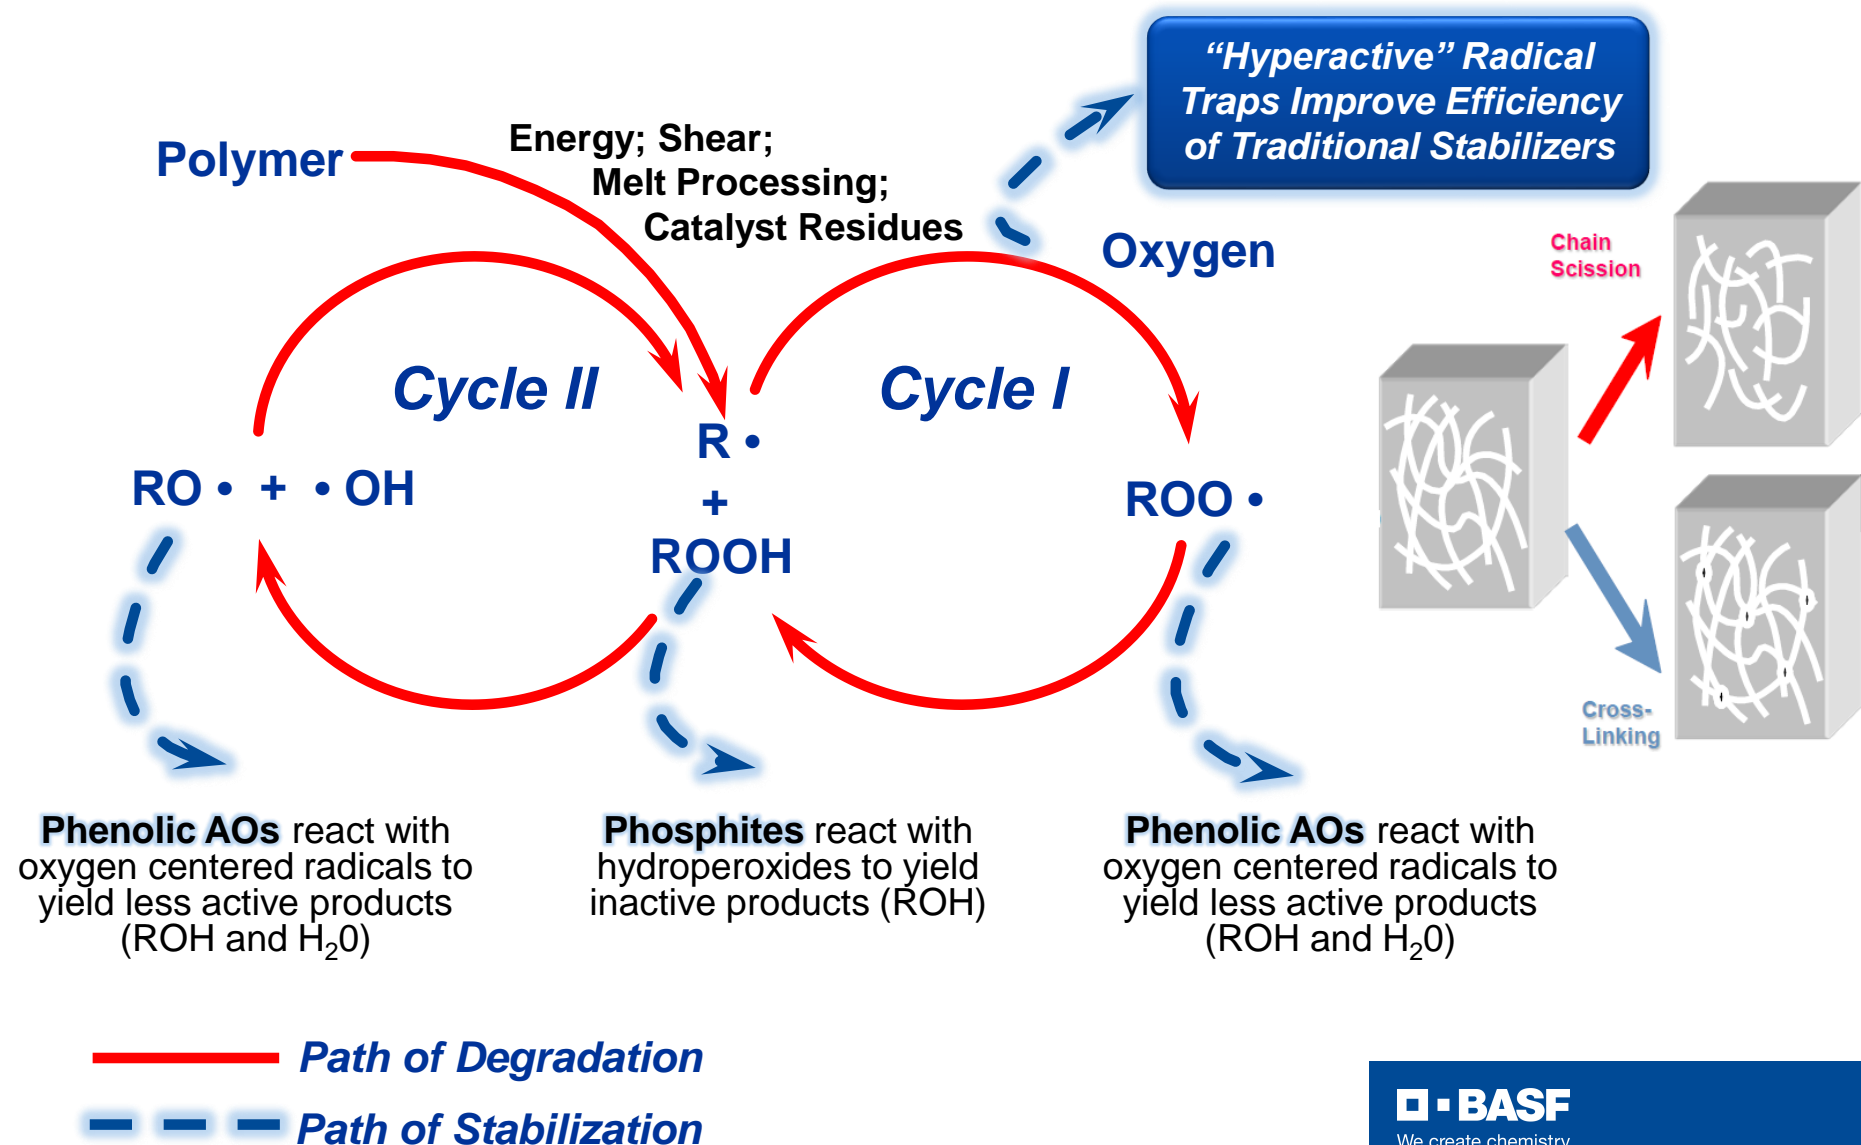 “Hyperactive” Radical
Traps Improve Efficiency
of Traditional Stabilizers
Polymer
Energy; Shear;
Melt Processing;
Catalyst Residues
Oxygen
Chain
Scission
Cycle II
Cycle I
R •
+
ROOH
RO • + • OH
ROO •
Cross-
Linking
Phenolic AOs react with
oxygen centered radicals to
yield less active products
(ROH and H₂0)
Phosphites react with
hydroperoxides to yield
inactive products (ROH)
Phenolic AOs react with
oxygen centered radicals to
yield less active products
(ROH and H₂0)
Path of Degradation
Path of Stabilization
BASF
We create chemistry